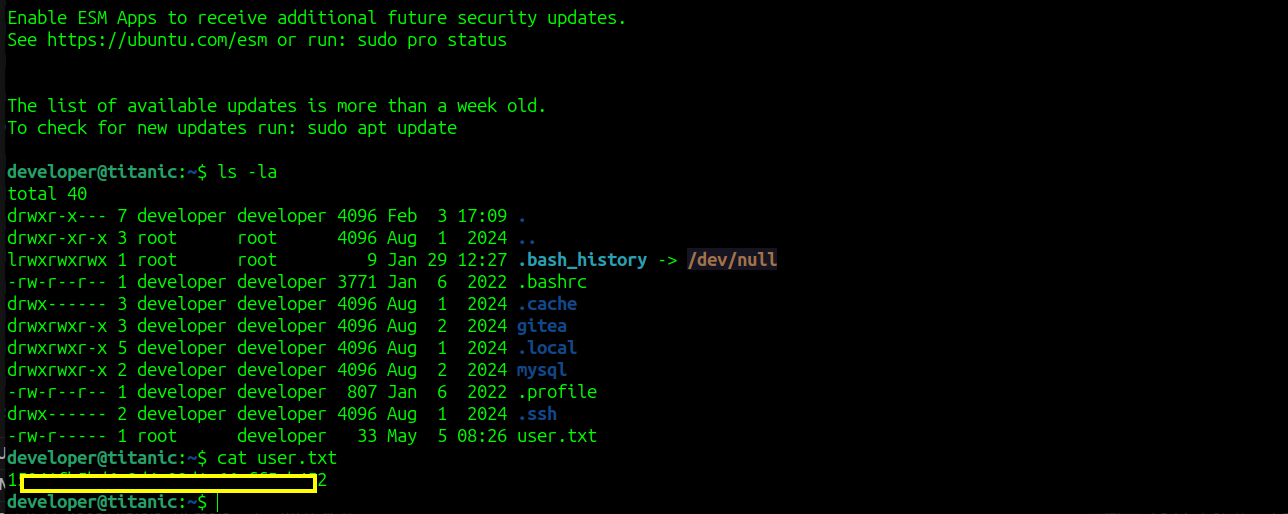 Enable ESM Apps to receive additional future security updates.
See https://ubuntu.com/esm or run: sudo pro status
The list of available updates is more than a week old.
To check for new updates run: sudo apt update
developer@titanic:~$ ls -la
total 40
drwxr-x--- 7 developer developer 4096 Feb  3 17:09 .
drwxr-xr-x 3 root      root      4096 Aug  1  2024 ..
lrwxrwxrwx 1 root      root         9 Jan 29 12:27 .bash_history -> /dev/null
-rw-r--r-- 1 developer developer 3771 Jan  6  2022 .bashrc
drwx------ 3 developer developer 4096 Aug  1  2024 .cache
drwxrwxr-x 3 developer developer 4096 Aug  2  2024 gitea
drwxrwxr-x 5 developer developer 4096 Aug  1  2024 .local
drwxrwxr-x 2 developer developer 4096 Aug  2  2024 mysql
-rw-r--r-- 1 developer developer  807 Jan  6  2022 .profile
drwx------ 2 developer developer 4096 Aug  1  2024 .ssh
-rw-r----- 1 root      developer   33 May  5 08:26 user.txt
developer@titanic:~$ cat user.txt
developer@titanic:~$